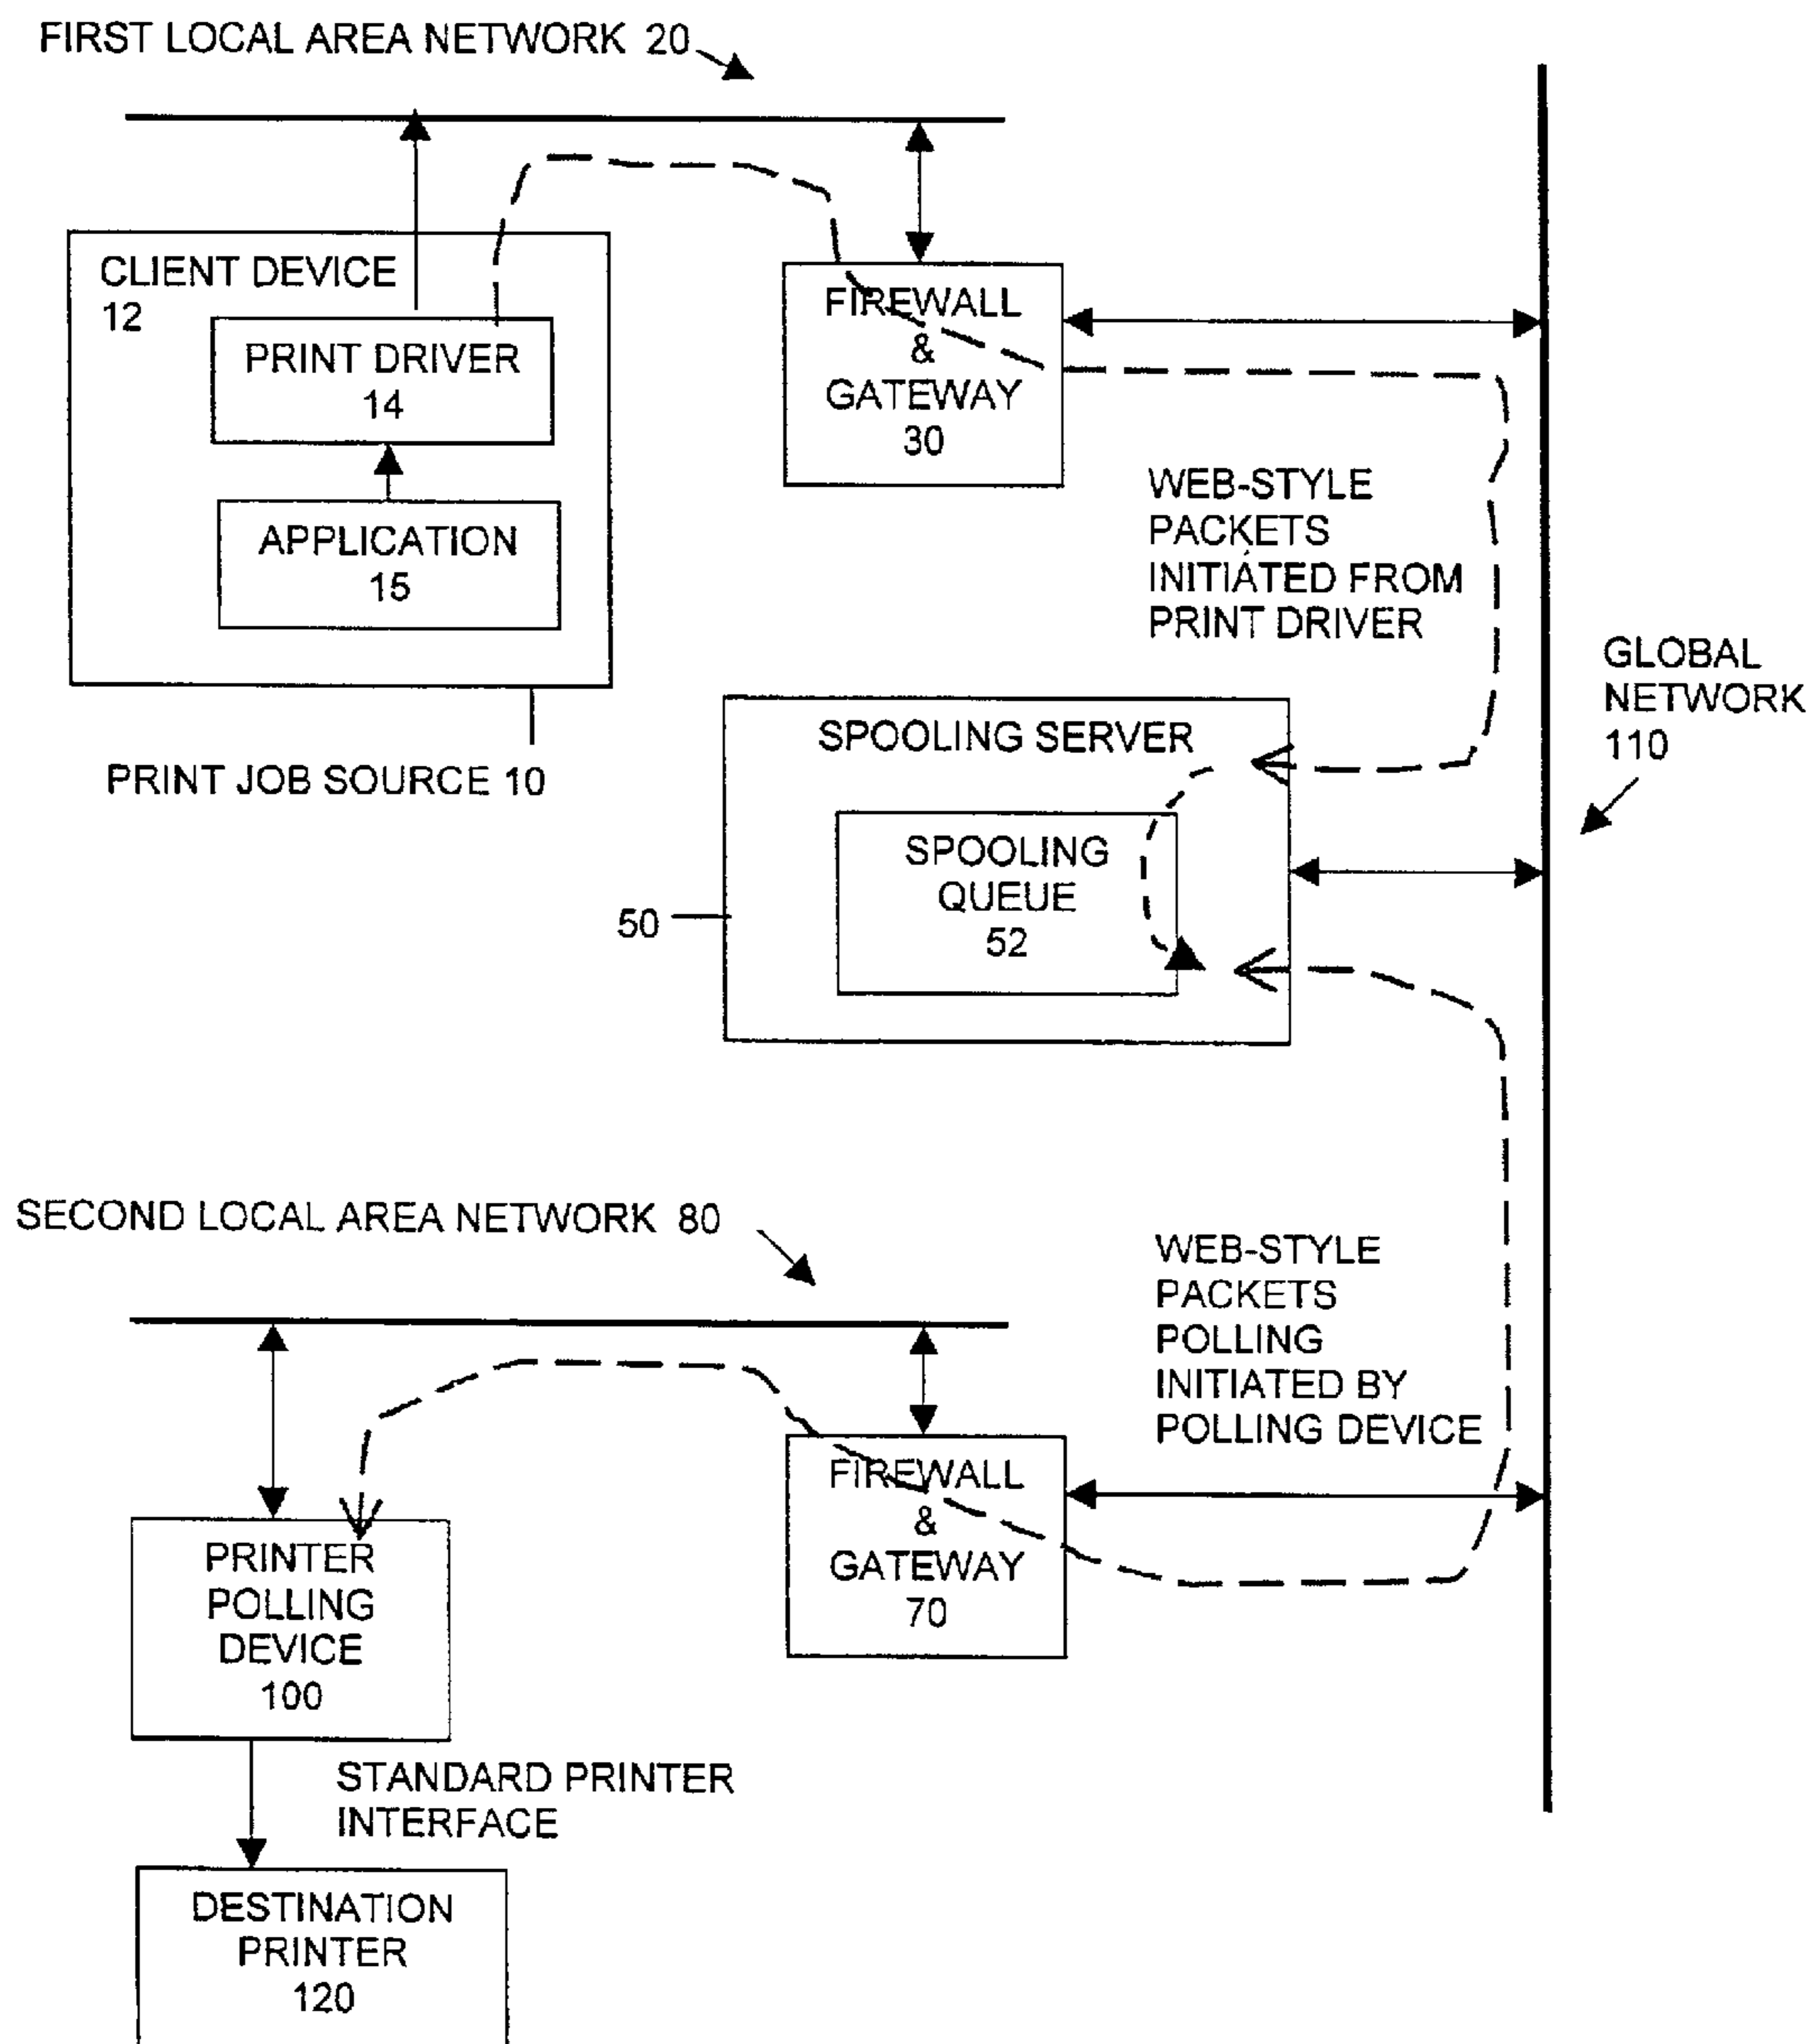 FIRST LOCAL AREA NETWORK 20
CLIENT DEVICE
12
PRINT DRIVER
14
APPLICATION
15
PRINT JOB SOURCE 10
FIREWALL
&
GATEWAY
30
WEB-STYLE
PACKETS
INITIATED FROM
PRINT DRIVER
GLOBAL
NETWORK
110
SPOOLING SERVER
SPOOLING
QUEUE
52
50
SECOND LOCAL AREA NETWORK 80
WEB-STYLE
PACKETS
POLLING
INITIATED BY
POLLING DEVICE
FIREWALL
&
GATEWAY
70
PRINTER
POLLING
DEVICE
100
STANDARD PRINTER
INTERFACE
DESTINATION
PRINTER
120